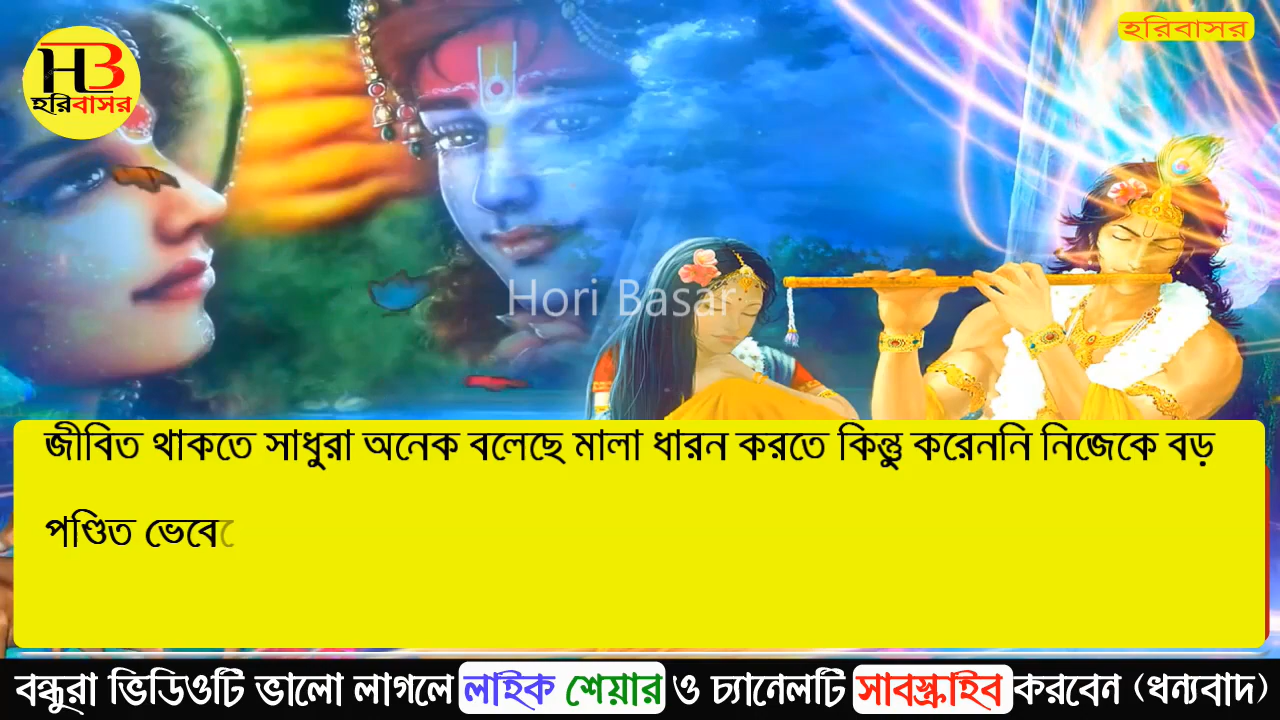 HB
হরিবাসর
হরিবাসর
Hori Basar
জীবিত থাকতে সাধুরা অনেক বলেছে মালা ধারন করতে কিন্তু করেননি নিজেকে বড়
পণ্ডিত ভেবে
বন্ধুরা ভিডিওটি ভালো লাগলে লাইক শেয়ার ও চ্যানেলটি সাবস্ক্রাইব করবেন (ধন্যবাদ)